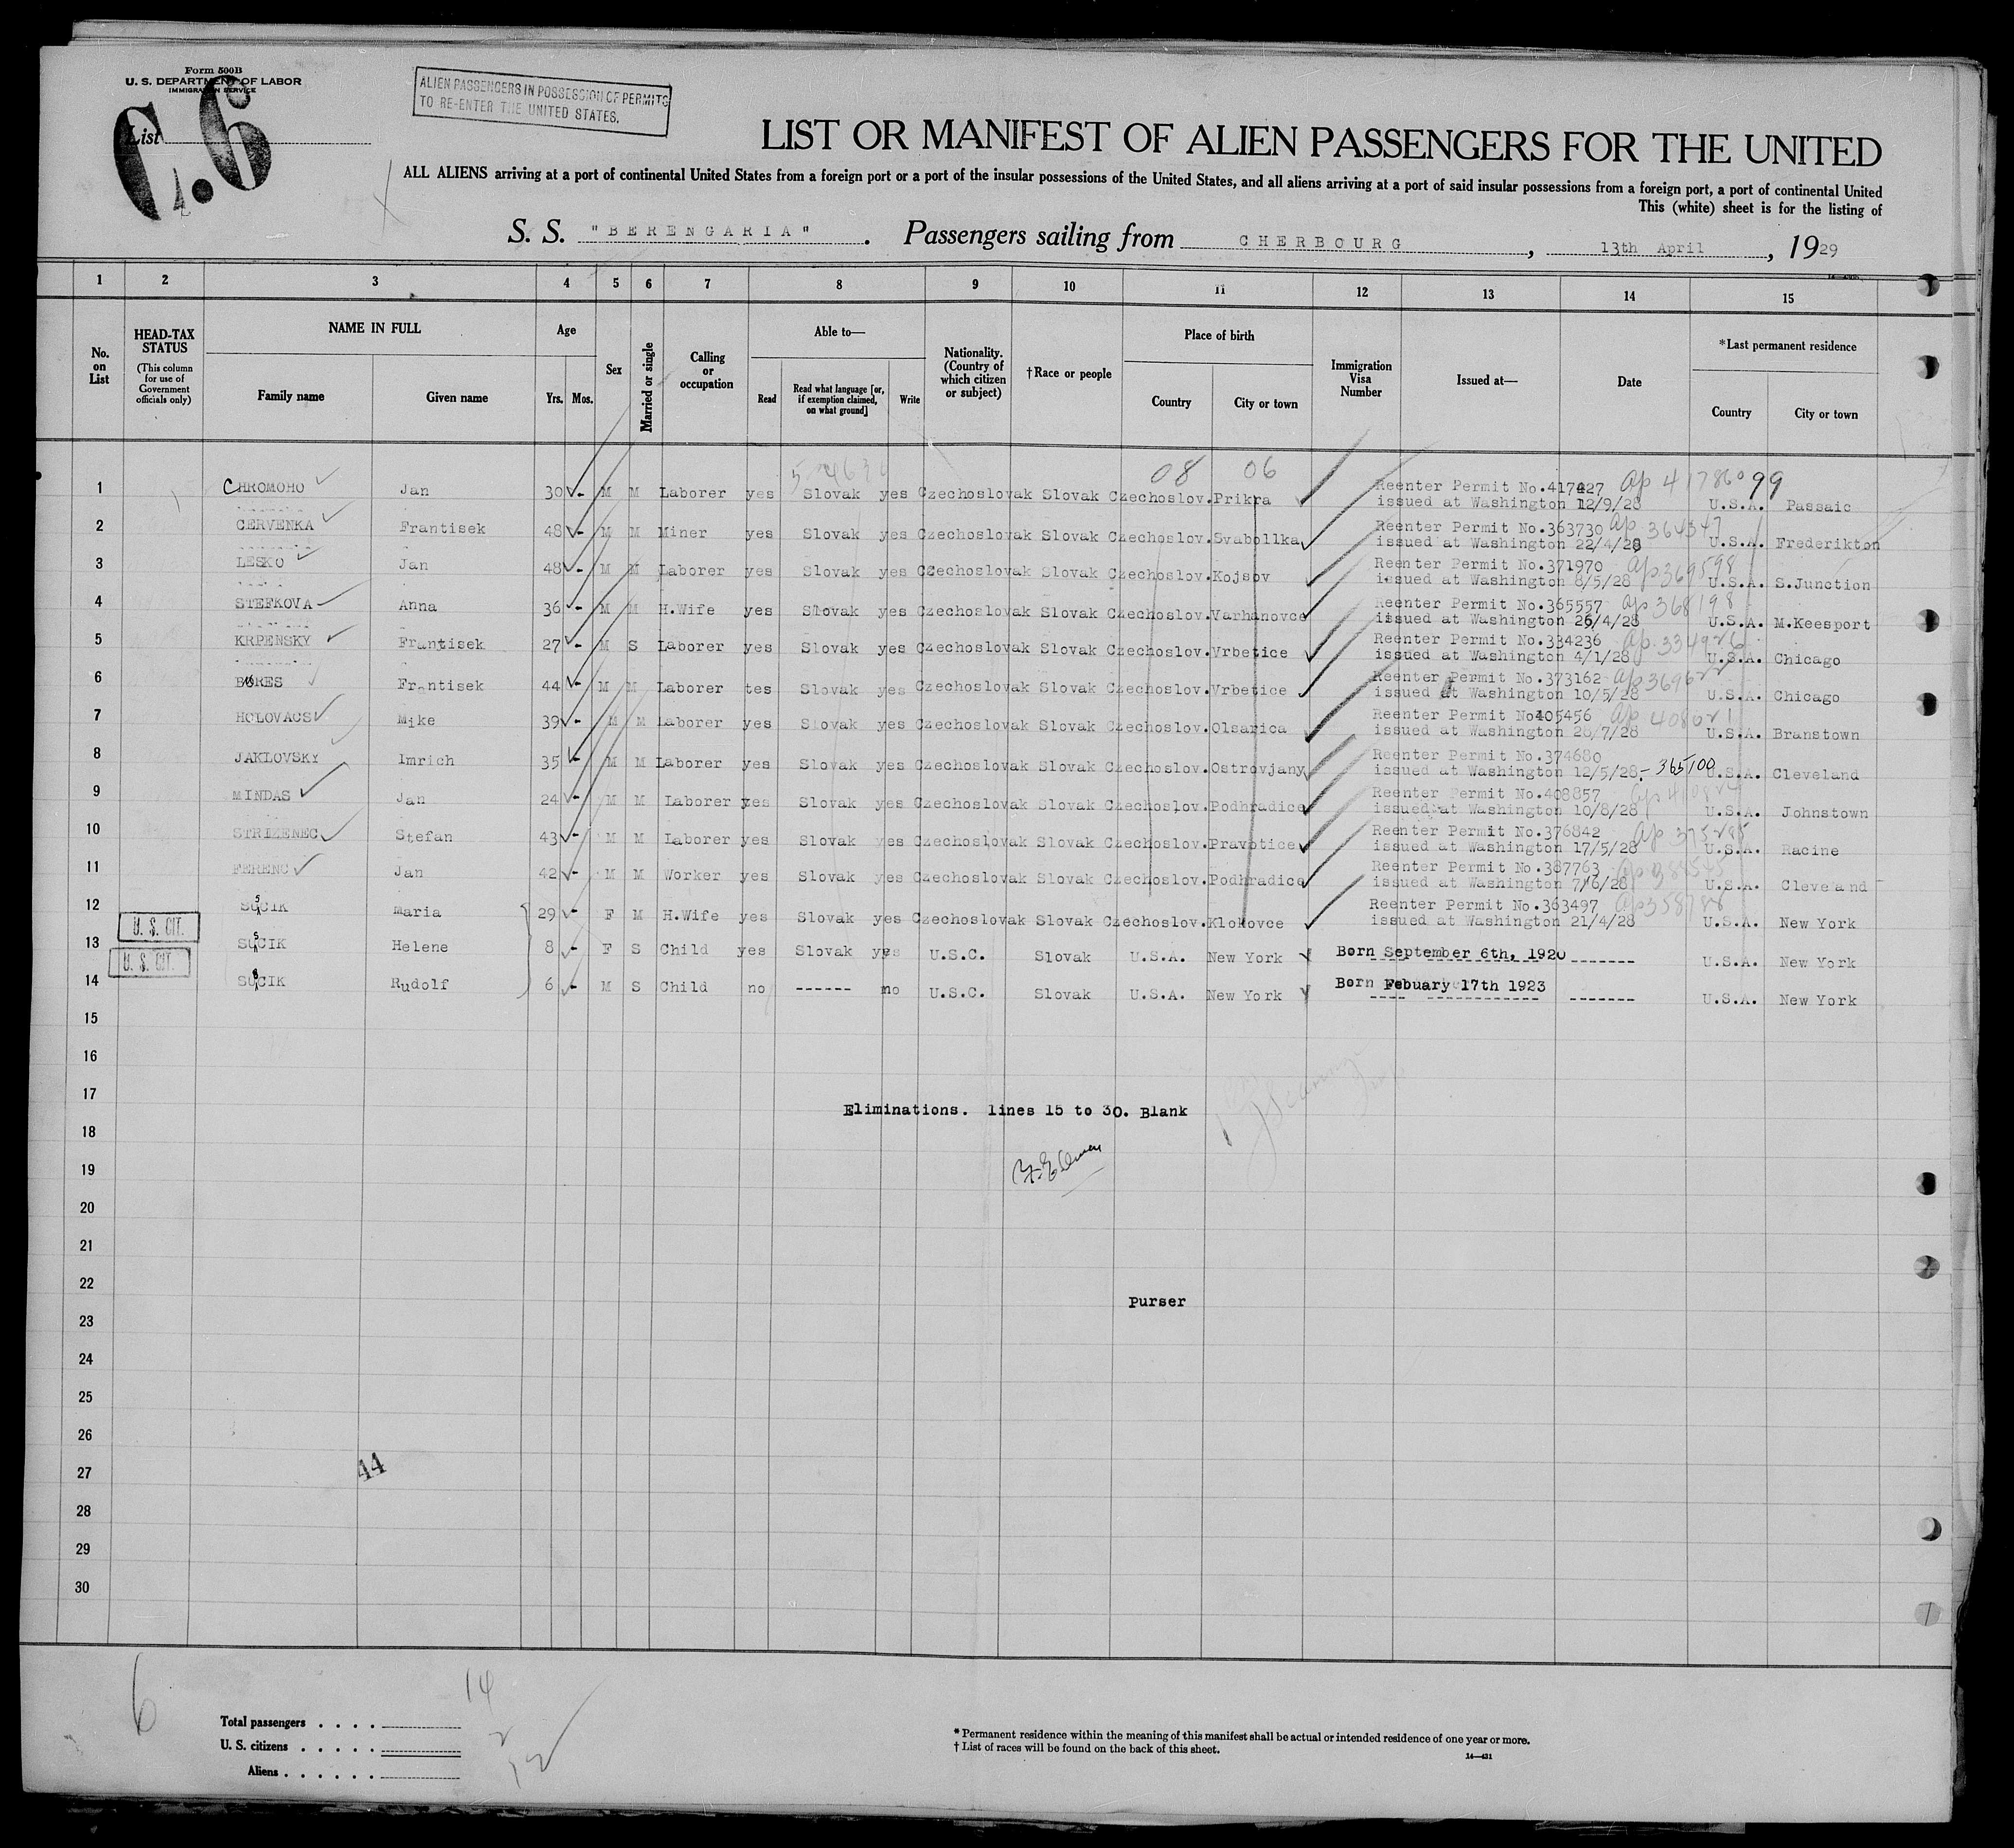 Form 500B
U. S. DEPARTMENT OF LABOR
IMMIGRATION SERVICE
List
C.6
ALIEN PASSENGERS IN POSSESSION OF PERMITS
TO RE-ENTER THE UNITED STATES.
LIST OR MANIFEST OF ALIEN PASSENGERS FOR THE UNITED
ALL ALIENS arriving at a port of continental United States from a foreign port or a port of the insular possessions of the United States, and all aliens arriving at a port of said insular possessions from a foreign port, a port of continental United
This (white) sheet is for the listing of
S. S. "BERENGARIA". Passengers sailing from CHERBOURG, 13th April, 1929
1 2 3 4 5 6 7 8 9 10 11 12 13 14 15
No. on List
HEAD-TAX STATUS
(This column for use of Government officials only)
NAME IN FULL
Family name Given name
Age
Yrs. Mos.
Sex
Married or single
Calling or occupation
Able to—
Read Read what language [or, if exemption claimed, on what ground] Write
Nationality. (Country of which citizen or subject)
†Race or people
Place of birth
Country City or town
Immigration Visa Number
Issued at—
Date
*Last permanent residence
Country City or town
08 06
1 CHROMOHO Jan 30 - M M Laborer yes Slovak yes Czechoslovak Slovak Czechoslov. Prikra Reenter Permit No.417427 ap 417860 99
issued at Washington 12/9/28 U.S.A. Passaic
2 CERVENKA Frantisek 48 - M M Miner yes Slovak yes Czechoslovak Slovak Czechoslov. Svabollka Reenter Permit No.363730 ap 364347
issued at Washington 22/4/28 U.S.A. Frederikton
3 LESKO Jan 48 - M M Laborer yes Slovak yes Czechoslovak Slovak Czechoslov. Kojsov Reenter Permit No.371970 ap 369598
issued at Washington 8/5/28 U.S.A. S.Junction
4 STEFKOVA Anna 36 - M M H.Wife yes Slovak yes Czechoslovak Slovak Czechoslov. Varhanovce Reenter Permit No.365557 ap 368198
issued at Washington 26/4/28 U.S.A. M.Keesport
5 KRPENSKY Frantisek 27 - M S Laborer yes Slovak yes Czechoslovak Slovak Czechoslov. Vrbetice Reenter Permit No.334236 ap. 334926
issued at Washington 4/1/28 U.S.A. Chicago
6 BURES Frantisek 44 - M M Laborer tes Slovak yes Czechoslovak Slovak Czechoslov. Vrbetice Reenter Permit No.373162 ap 369622
issued at Washington 10/5/28 U.S.A. Chicago
7 HOLOVACS Mike 39 - M M Laborer yes Slovak yes Czechoslovak Slovak Czechoslov. Olsarica Reenter Permit No405456 ap 408621
issued at Washington 28/7/28 U.S.A. Branstown
8 JAKLOVSKY Imrich 35 - M M Laborer yes Slovak yes Czechoslovak Slovak Czechoslov. Ostrovjany Reenter Permit No.374680
issued at Washington 12/5/28 - 365100 U.S.A. Cleveland
9 MINDAS Jan 24 - M M Laborer yes Slovak yes Czechoslovak Slovak Czechoslov. Podhradice Reenter Permit No.408857
issued at Washington 10/8/28 U.S.A. Johnstown
10 STRIZENEC Stefan 43 - M M Laborer yes Slovak yes Czechoslovak Slovak Czechoslov. Pravotice Reenter Permit No.376842 ap 375285
issued at Washington 17/5/28 U.S.A. Racine
11 FERENC Jan 42 - M M Worker yes Slovak yes Czechoslovak Slovak Czechoslov. Podhradice Reenter Permit No.387763
issued at Washington 7/6/28 U.S.A. Cleveland
12 SUCIK Maria 29 - F M H.Wife yes Slovak yes Czechoslovak Slovak Czechoslov. Klokovce Reenter Permit No.363497 ap 358788
issued at Washington 21/4/28 U.S.A. New York
U. S. CIT.
13 SUCIK Helene 8 - F S Child yes Slovak yes U.S.C. Slovak U.S.A. New York Born September 6th, 1920 ------- U.S.A. New York
U. S. CIT.
14 SUCIK Rudolf 6 - M S Child no ------ no U.S.C. Slovak U.S.A. New York Born Febuary 17th 1923 ------- U.S.A. New York
15
16
17
Eliminations. lines 15 to 30. Blank
18
19
20
21
22
Purser
23
24
25
26
27
44
28
29
30
6
14
2
12
Total passengers . . . .
U. S. citizens . . . . .
Aliens . . . . . .
* Permanent residence within the meaning of this manifest shall be actual or intended residence of one year or more.
† List of races will be found on the back of this sheet.
14—431